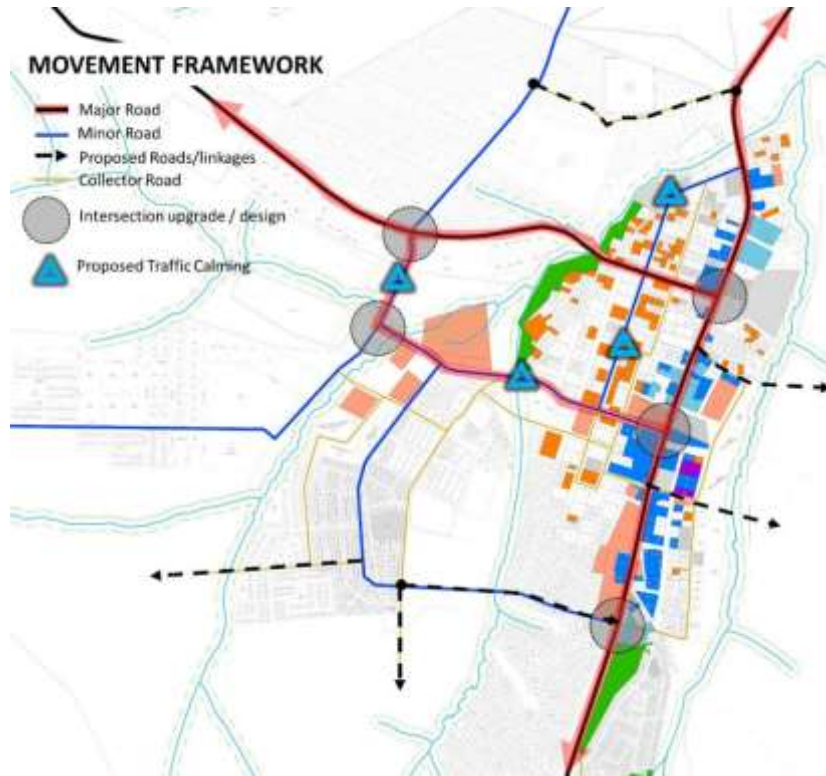 MOVEMENT FRAMEWORK
Major Road
Minor Road
Proposed Roads/linkages
Collector Road
Intersection upgrade / design
Proposed Traffic Calming